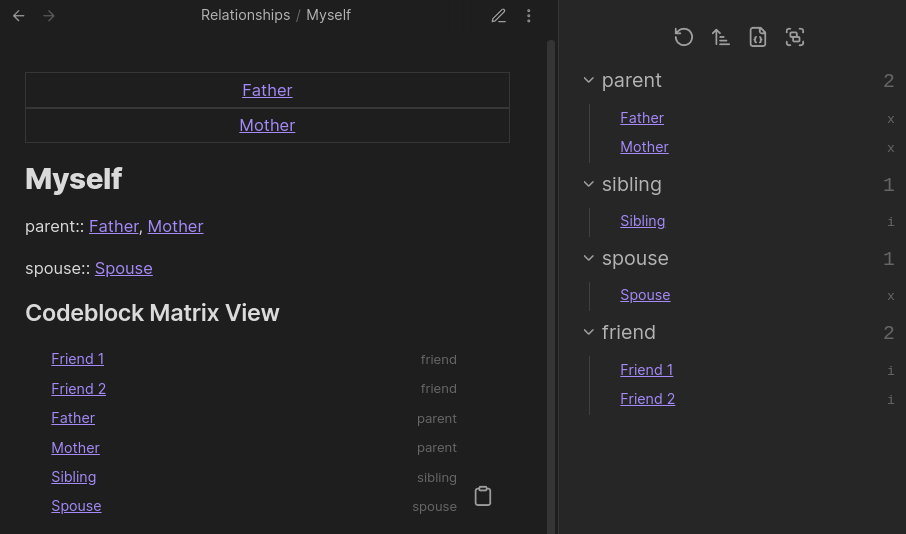 Relationships / Myself
Father
Mother
Myself
parent:: Father, Mother
spouse:: Spouse
Codeblock Matrix View
Friend 1 friend
Friend 2 friend
Father parent
Mother parent
Sibling sibling
Spouse spouse
parent 2
Father x
Mother x
sibling 1
Sibling i
spouse 1
Spouse x
friend 2
Friend 1 i
Friend 2 i